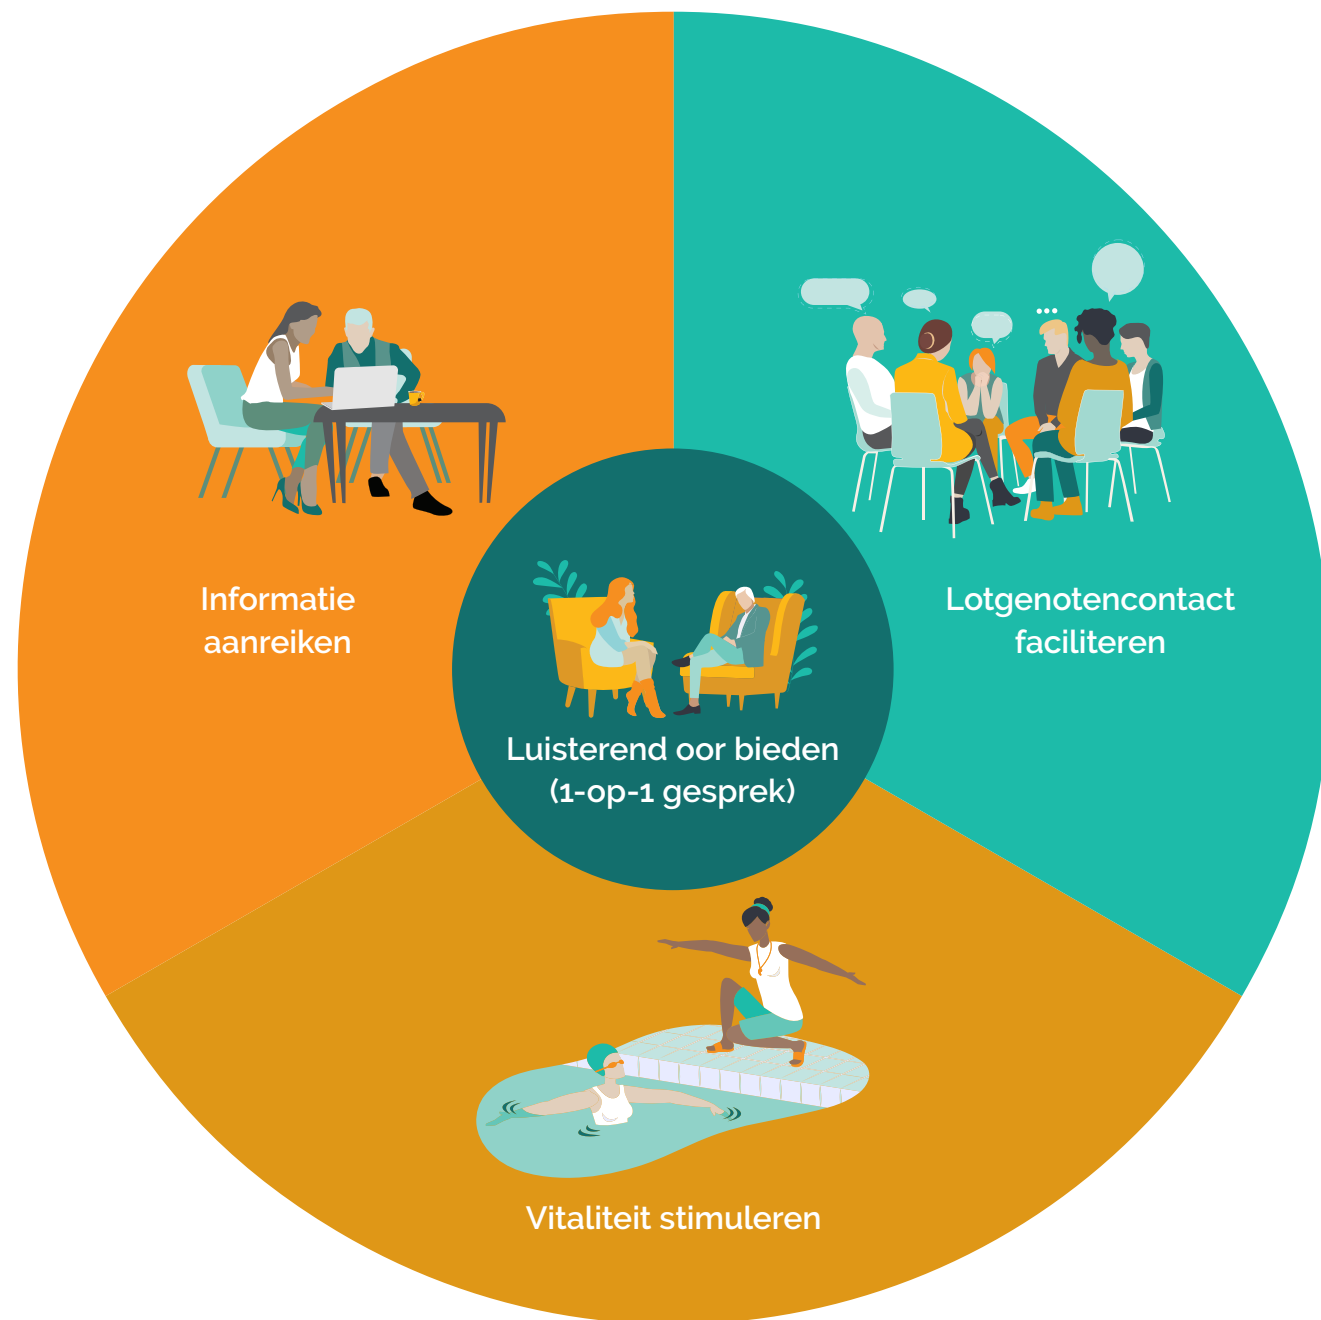 Informatie
aanreiken
Lotgenotencontact
faciliteren
Luisterend oor bieden
(1-op-1 gesprek)
Vitaliteit stimuleren